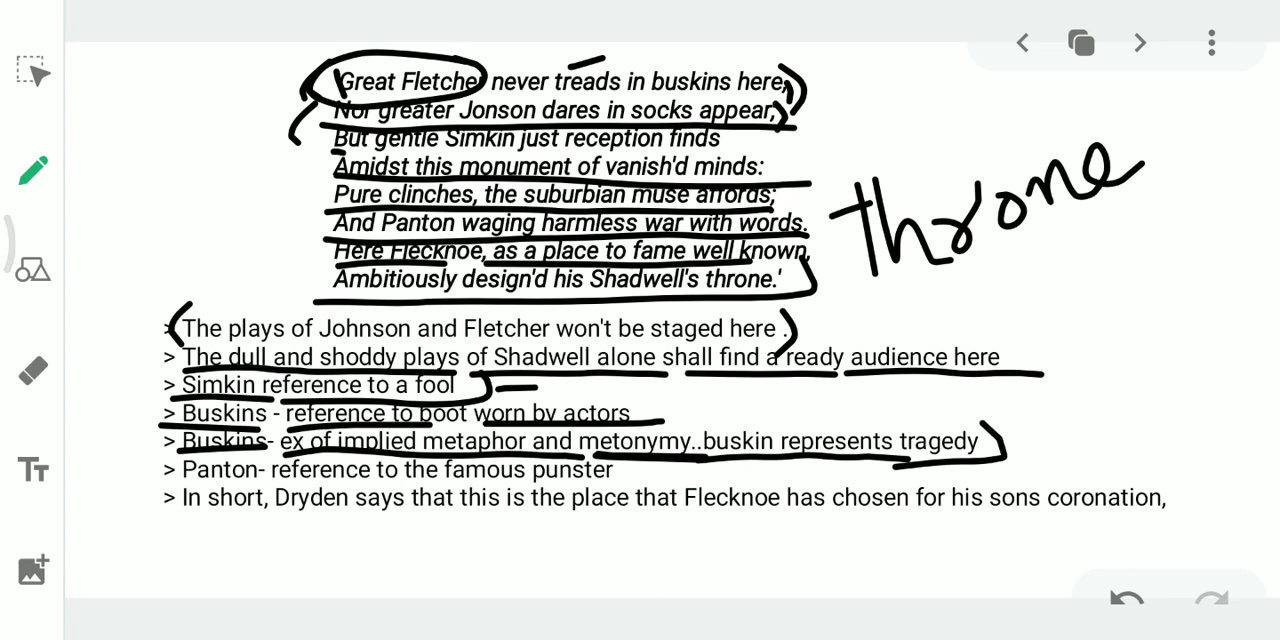 'Great Fletcher never treads in buskins here,
Nor greater Jonson dares in socks appear,
But gentle Simkin just reception finds
Amidst this monument of vanish'd minds:
Pure clinches, the suburbian muse affords;
And Panton waging harmless war with words.
Here Flecknoe, as a place to fame well known,
Ambitiously design'd his Shadwell's throne.'
Throne
> The plays of Johnson and Fletcher won't be staged here .
> The dull and shoddy plays of Shadwell alone shall find a ready audience here
> Simkin reference to a fool
> Buskins - reference to boot worn by actors
> Buskins- ex of implied metaphor and metonymy..buskin represents tragedy
> Panton- reference to the famous punster
> In short, Dryden says that this is the place that Flecknoe has chosen for his sons coronation,
Tт